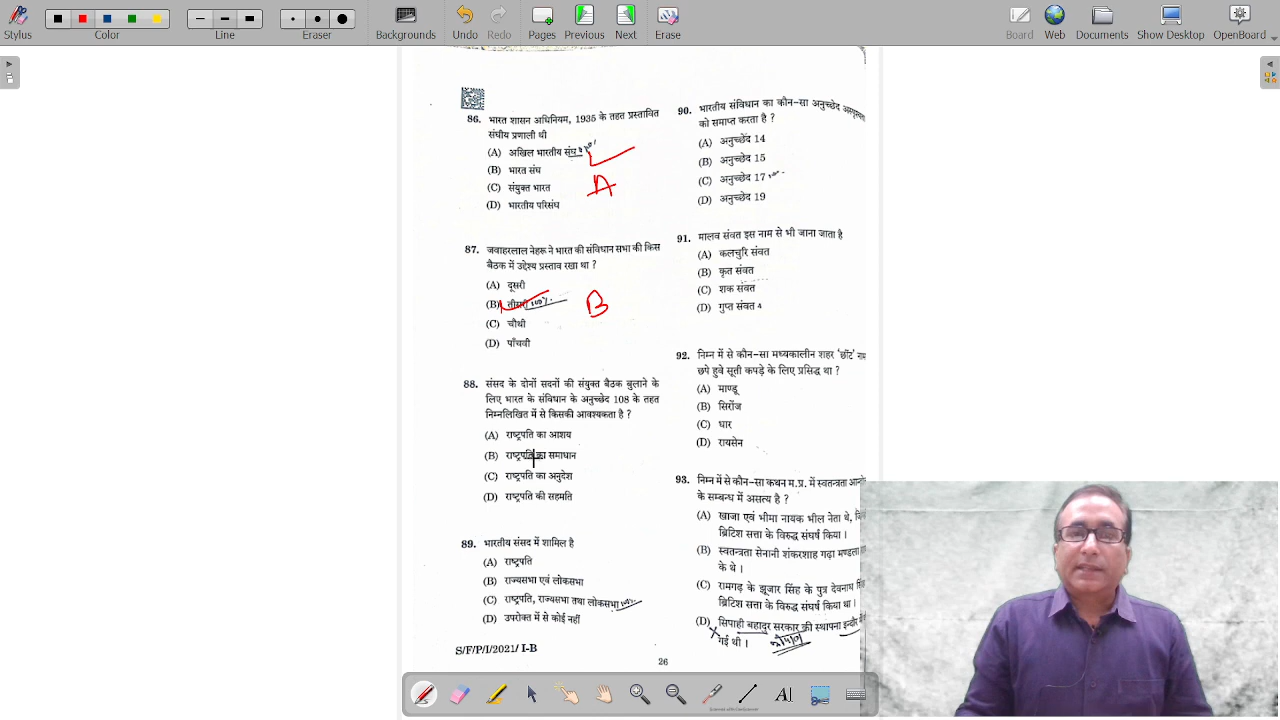 Styles
Color
Line
Eraser
Backgrounds
Undo
Redo
Pages
Previous
Next
Erase
Board
Web
Documents
Show Desktop
OpenBoard
86. भारत शासन अधिनियम, 1935 के तहत प्रस्तावित
संघीय प्रणाली थी
(A) अखिल भारतीय संघ
(B) भारत संघ
(C) संयुक्त भारत
(D) भारतीय परिसंघ
A
87. जवाहरलाल नेहरू ने भारत की संविधान सभा की किस
बैठक में उद्देश्य प्रस्ताव रखा था ?
(A) दूसरी
(B) तीसरी 100%
(C) चौथी
(D) पाँचवी
B
88. संसद के दोनों सदनों की संयुक्त बैठक बुलाने के
लिए भारत के संविधान के अनुच्छेद 108 के तहत
निम्नलिखित में से किसकी आवश्यकता है ?
(A) राष्ट्रपति का आशय
(B) राष्ट्रपति का समाधान
(C) राष्ट्रपति का अनुदेश
(D) राष्ट्रपति की सहमति
89. भारतीय संसद में शामिल है
(A) राष्ट्रपति
(B) राज्यसभा एवं लोकसभा
(C) राष्ट्रपति, राज्यसभा तथा लोकसभा
(D) उपरोक्त में से कोई नहीं
S/F/P/I/2021/ I-B
26
90. भारतीय संविधान का कौन-सा अनुच्छेद
को समाप्त करता है ?
(A) अनुच्छेद 14
(B) अनुच्छेद 15
(C) अनुच्छेद 17
(D) अनुच्छेद 19
91. मालव संवत इस नाम से भी जाना जाता है
(A) कलचुरि संवत
(B) कृत संवत
(C) शक संवत
(D) गुप्त संवत
92. निम्न में से कौन-सा मध्यकालीन शहर 'छींट'
छपे हुवे सूती कपड़े के लिए प्रसिद्ध था ?
(A) माण्डू
(B) सिरोंज
(C) धार
(D) रायसेन
93. निम्न में से कौन-सा कथन म.प्र. में स्वतन्त्रता
के सम्बन्ध में असत्य है ?
(A) खाजा एवं भीमा नायक भील नेता थे,
ब्रिटिश सत्ता के विरुद्ध संघर्ष किया।
(B) स्वतन्त्रता सेनानी शंकरशाह गढ़ा मण्डला
के थे ।
(C) रामगढ़ के झूजार सिंह के पुत्र देवनाथ
ब्रिटिश सत्ता के विरुद्ध संघर्ष किया था।
(D) सिपाही बहादुर सरकार की स्थापना इन्दौर
गई थी ।